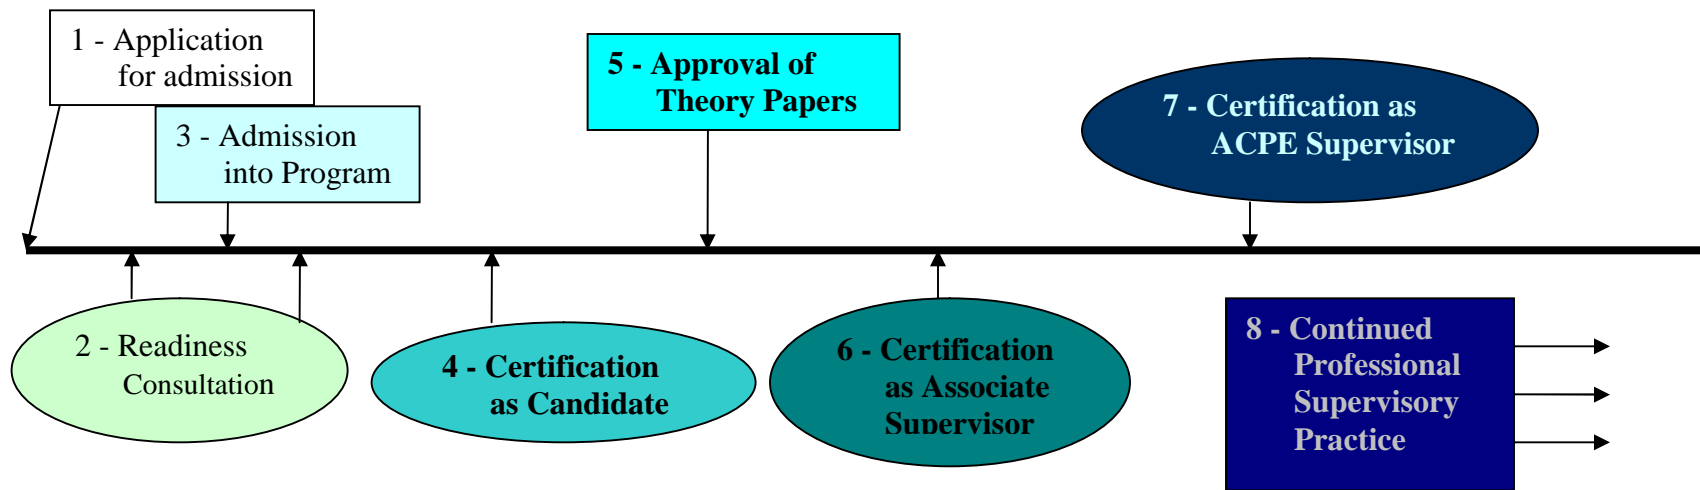 1 - Application
for admission
2 - Readiness
Consultation
3 - Admission
into Program
4 - Certification
as Candidate
5 - Approval of
Theory Papers
6 - Certification
as Associate
Supervisor
7 - Certification as
ACPE Supervisor
8 - Continued
Professional
Supervisory
Practice